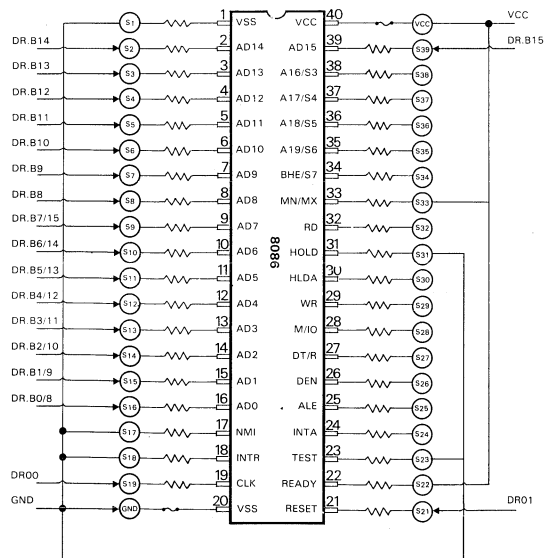 S1 1 VSS VCC 40 VCC VCC
DR.B14 S2 2 AD14 AD15 39 S39 DR.B15
DR.B13 S3 3 AD13 A16/S3 38 S38
DR.B12 S4 4 AD12 A17/S4 37 S37
DR.B11 S5 5 AD11 A18/S5 36 S36
DR.B10 S6 6 AD10 A19/S6 35 S35
DR.B9 S7 7 AD9 BHE/S7 34 S34
DR.B8 S8 8 AD8 MN/MX 33 S33
DR.B7/15 S9 9 AD7 RD 32 S32
DR.B6/14 S10 10 AD6 HOLD 31 S31
8086
DR.B5/13 S11 11 AD5 HLDA 30 S30
DR.B4/12 S12 12 AD4 WR 29 S29
DR.B3/11 S13 13 AD3 M/IO 28 S28
DR.B2/10 S14 14 AD2 DT/R 27 S27
DR.B1/9 S15 15 AD1 DEN 26 S26
DR.B0/8 S16 16 AD0 ALE 25 S25
S17 17 NMI INTA 24 S24
S18 18 INTR TEST 23 S23
DR00 S19 19 CLK READY 22 S22
GND GND 20 VSS RESET 21 S21 DR01